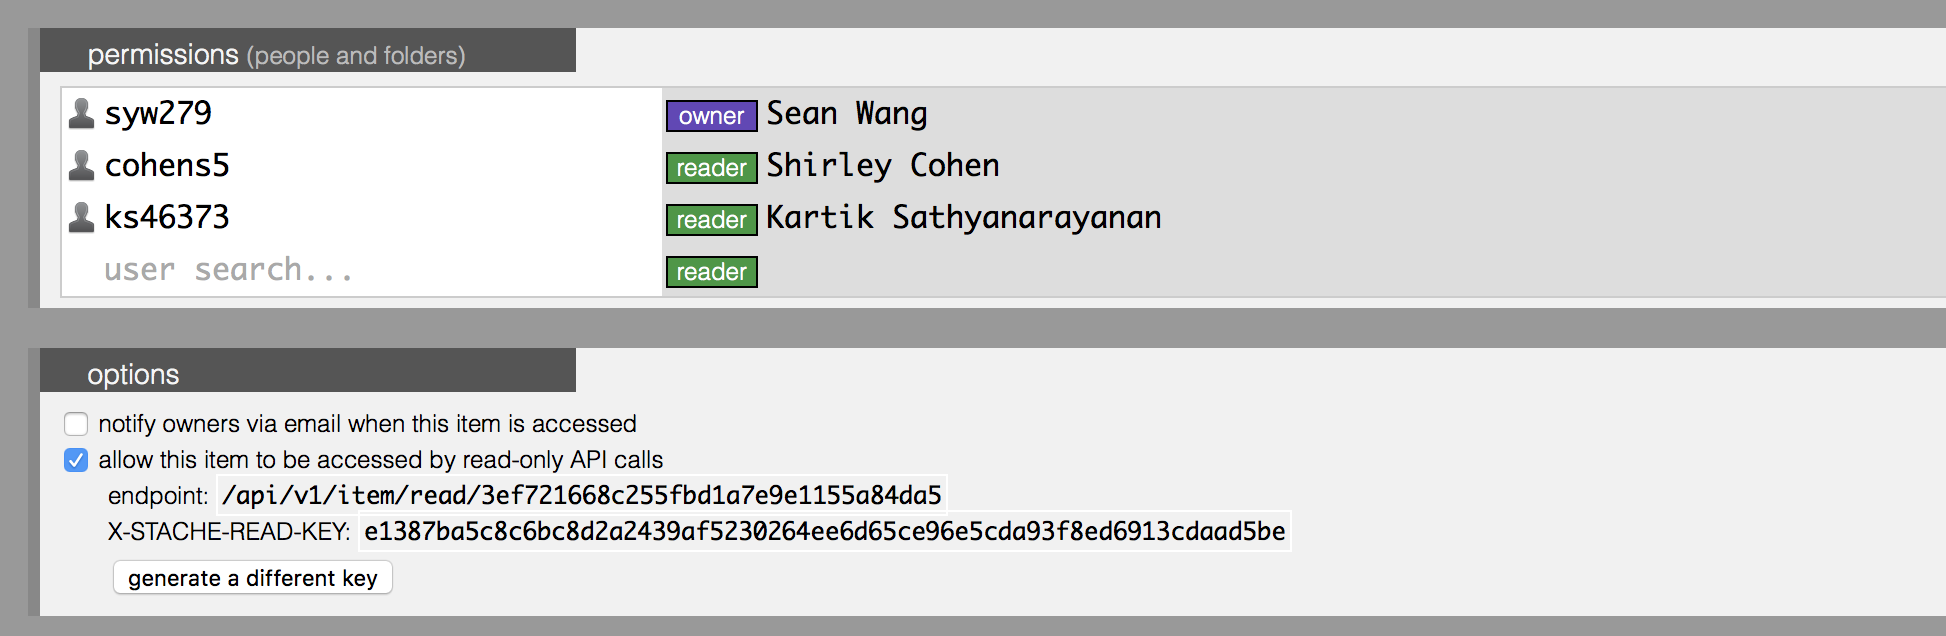 permissions (people and folders)
syw279 owner Sean Wang
cohens5 reader Shirley Cohen
ks46373 reader Kartik Sathyanarayanan
user search... reader
options
notify owners via email when this item is accessed
allow this item to be accessed by read-only API calls
endpoint: /api/v1/item/read/3ef721668c255fbd1a7e9e1155a84da5
X-STACHE-READ-KEY: e1387ba5c8c6bc8d2a2439af5230264ee6d65ce96e5cda93f8ed6913cdaad5be
generate a different key